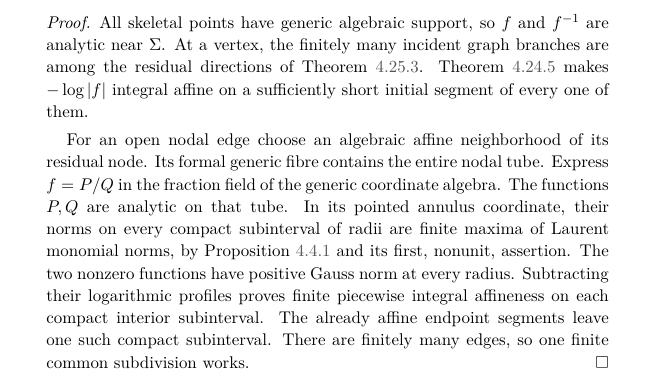 Proof. All skeletal points have generic algebraic support, so f and f⁻¹ are
analytic near Σ. At a vertex, the finitely many incident graph branches are
among the residual directions of Theorem 4.25.3. Theorem 4.24.5 makes
− log |f| integral affine on a sufficiently short initial segment of every one of
them.
For an open nodal edge choose an algebraic affine neighborhood of its
residual node. Its formal generic fibre contains the entire nodal tube. Express
f = P/Q in the fraction field of the generic coordinate algebra. The functions
P, Q are analytic on that tube. In its pointed annulus coordinate, their
norms on every compact subinterval of radii are finite maxima of Laurent
monomial norms, by Proposition 4.4.1 and its first, nonunit, assertion. The
two nonzero functions have positive Gauss norm at every radius. Subtracting
their logarithmic profiles proves finite piecewise integral affineness on each
compact interior subinterval. The already affine endpoint segments leave
one such compact subinterval. There are finitely many edges, so one finite
common subdivision works. □